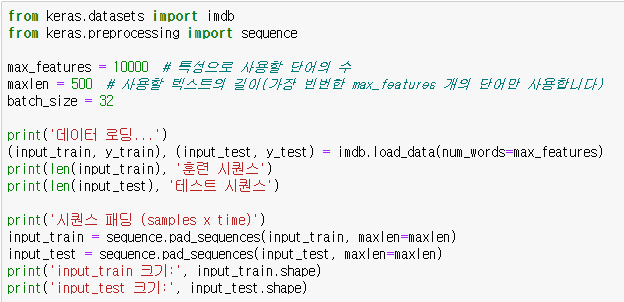 from keras.datasets import imdb
from keras.preprocessing import sequence
max_features = 10000  # 특성으로 사용할 단어의 수
maxlen = 500  # 사용할 텍스트의 길이(가장 빈번한 max_features 개의 단어만 사용합니다)
batch_size = 32
print('데이터 로딩...')
(input_train, y_train), (input_test, y_test) = imdb.load_data(num_words=max_features)
print(len(input_train), '훈련 시퀀스')
print(len(input_test), '테스트 시퀀스')
print('시퀀스 패딩 (samples x time)')
input_train = sequence.pad_sequences(input_train, maxlen=maxlen)
input_test = sequence.pad_sequences(input_test, maxlen=maxlen)
print('input_train 크기:', input_train.shape)
print('input_test 크기:', input_test.shape)